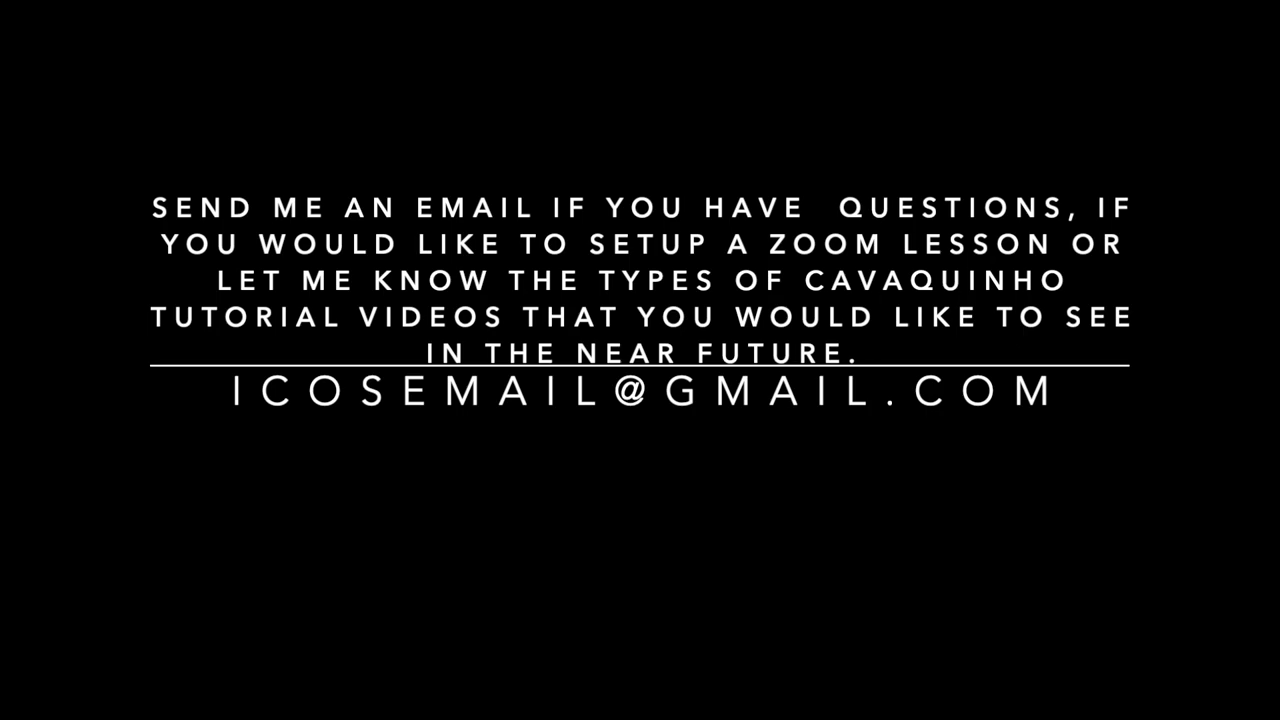 SEND ME AN EMAIL IF YOU HAVE  QUESTIONS, IF
YOU WOULD LIKE TO SETUP A ZOOM LESSON OR
LET ME KNOW THE TYPES OF CAVAQUINHO
TUTORIAL VIDEOS THAT YOU WOULD LIKE TO SEE
IN THE NEAR FUTURE.
ICOSEMAIL@GMAIL.COM